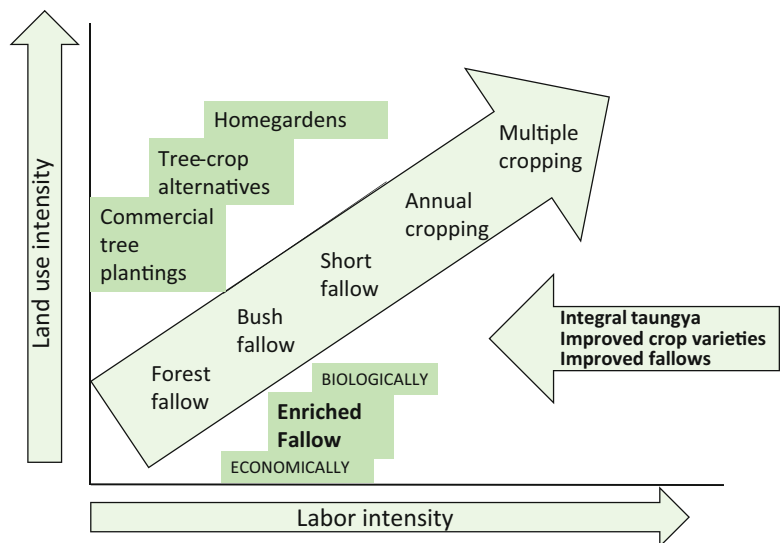 Land use intensity
Homegardens
Tree-crop
alternatives
Commercial
tree
plantings
Multiple
cropping
Annual
cropping
Short
fallow
Bush
fallow
Forest
fallow
Integral taungya
Improved crop varieties
Improved fallows
BIOLOGICALLY
Enriched
Fallow
ECONOMICALLY
Labor intensity